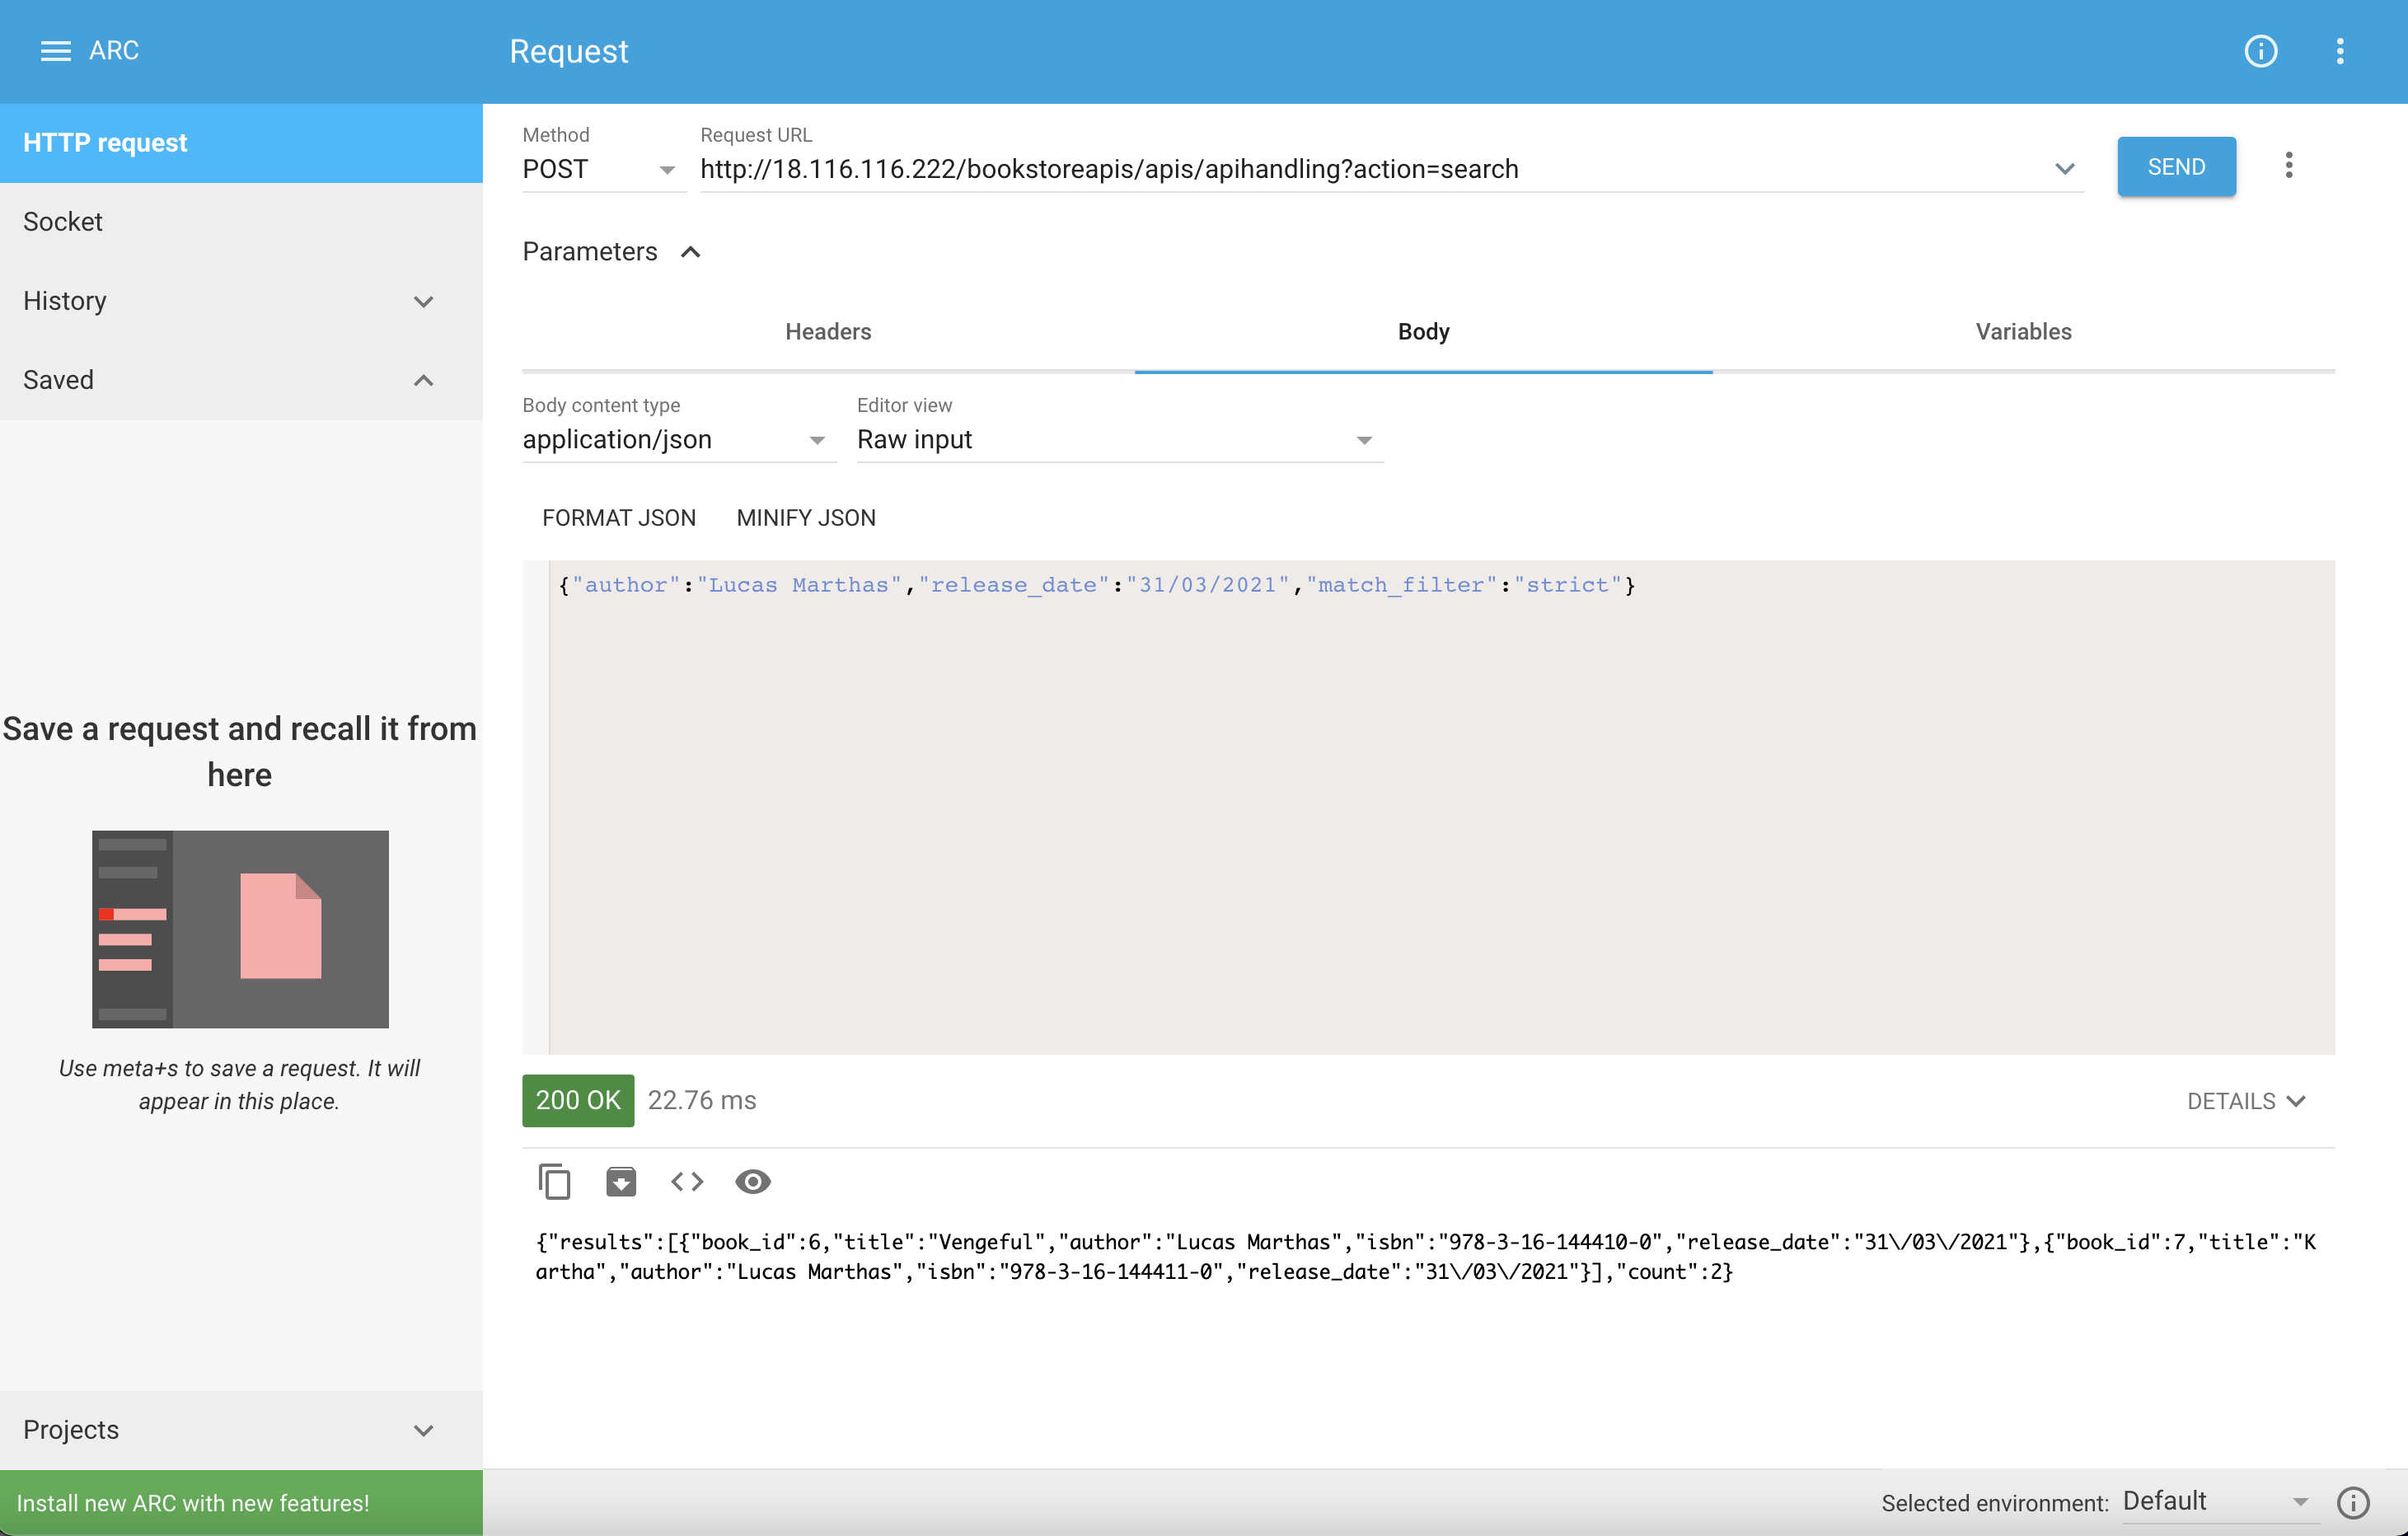 ARC
Request
HTTP request
Socket
History
Saved
Save a request and recall it from
here
Use meta+s to save a request. It will
appear in this place.
Projects
Install new ARC with new features!
Method
POST
Request URL
http://18.116.116.222/bookstoreapis/apis/apihandling?action=search
SEND
Parameters
Headers
Body
Variables
Body content type
application/json
Editor view
Raw input
FORMAT JSON
MINIFY JSON
{"author":"Lucas Marthas","release_date":"31/03/2021","match_filter":"strict"}
200 OK
22.76 ms
DETAILS
{"results":[{"book_id":6,"title":"Vengeful","author":"Lucas Marthas","isbn":"978-3-16-144410-0","release_date":"31\/03\/2021"},{"book_id":7,"title":"K
artha","author":"Lucas Marthas","isbn":"978-3-16-144411-0","release_date":"31\/03\/2021"}],"count":2}
Selected environment:
Default